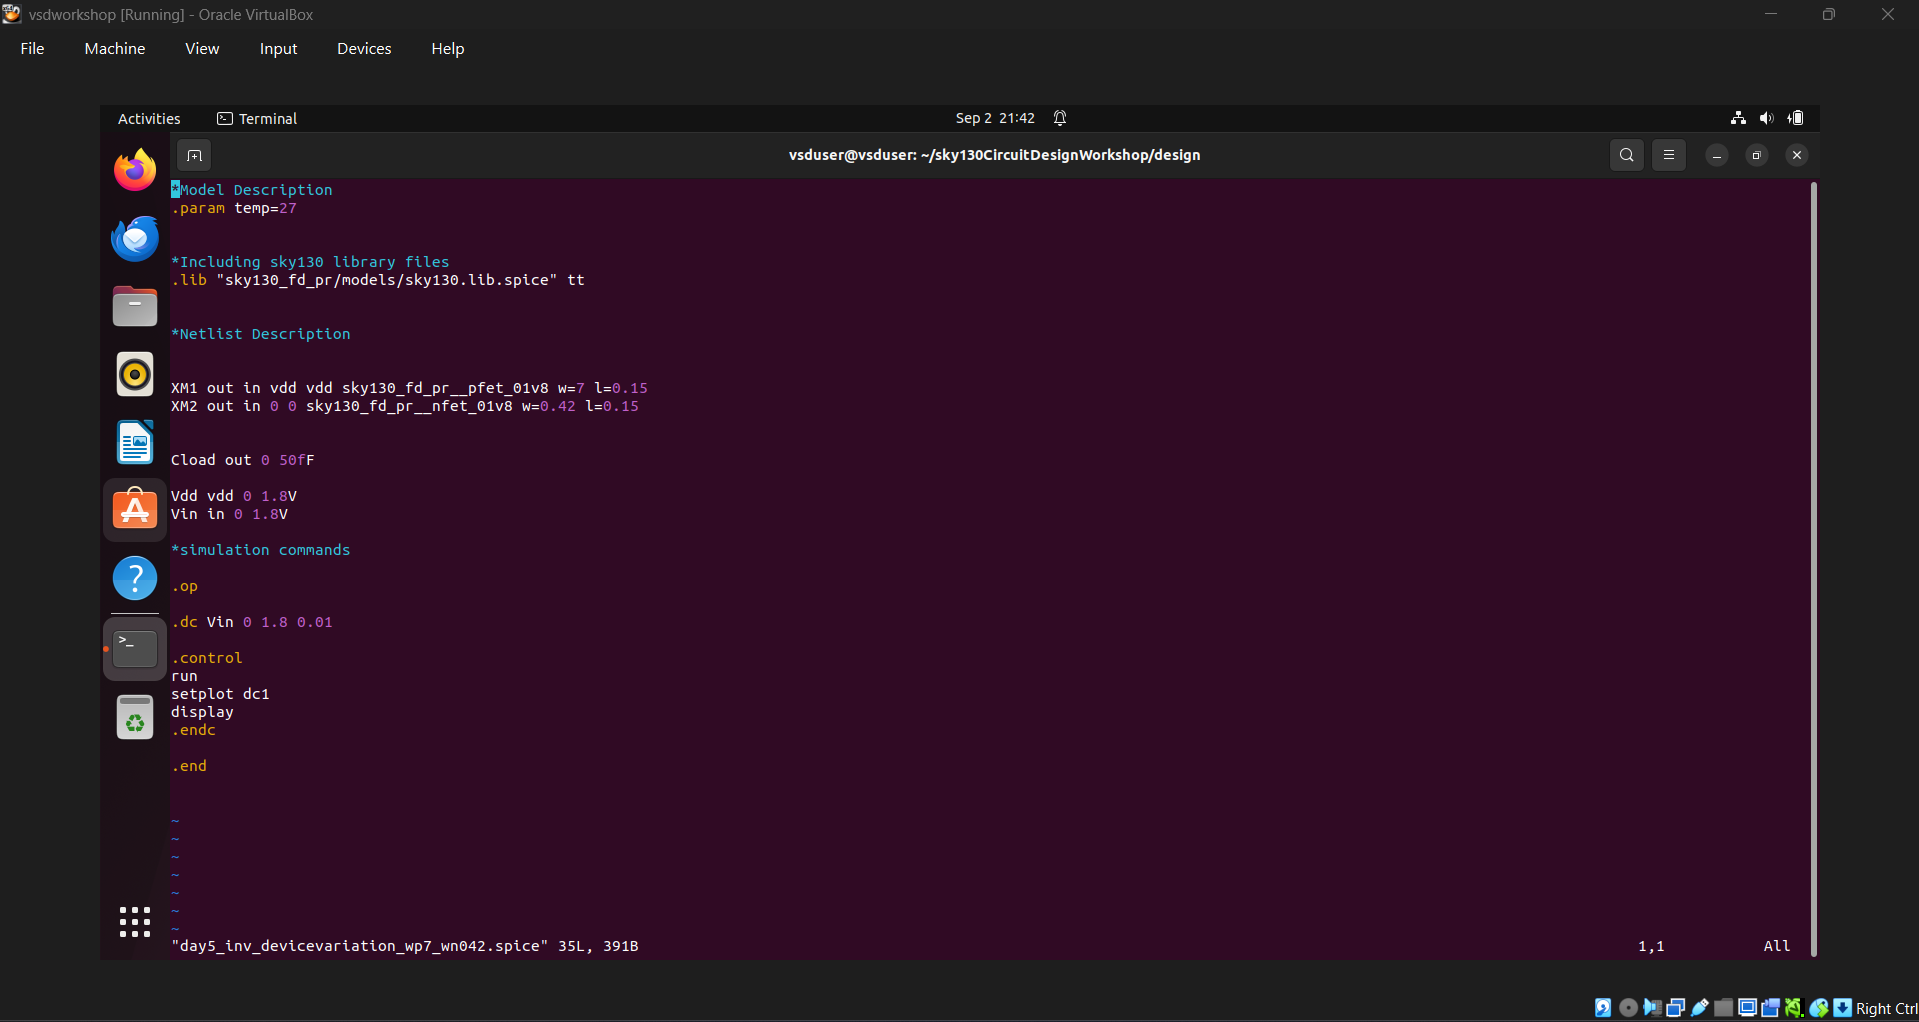 vsdworkshop [Running] - Oracle VirtualBox
File Machine View Input Devices Help
Activities Terminal Sep 2 21:42
vsduser@vsduser: ~/sky130CircuitDesignWorkshop/design
*Model Description
.param temp=27
*Including sky130 library files
.lib "sky130_fd_pr/models/sky130.lib.spice" tt
*Netlist Description
XM1 out in vdd vdd sky130_fd_pr__pfet_01v8 w=7 l=0.15
XM2 out in 0 0 sky130_fd_pr__nfet_01v8 w=0.42 l=0.15
Cload out 0 50fF
Vdd vdd 0 1.8V
Vin in 0 1.8V
*simulation commands
.op
.dc Vin 0 1.8 0.01
.control
run
setplot dc1
display
.endc
.end
~
~
~
~
~
~
~
"day5_inv_devicevariation_wp7_wn042.spice" 35L, 391B 1,1 All
Right Ctrl